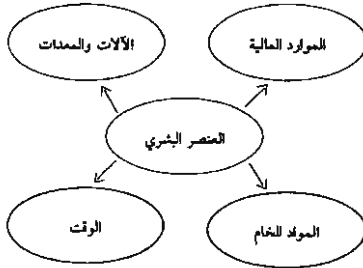 الموارد المالية
الآلات والمعدات
العنصر البشري
المواد الخام
الوقت